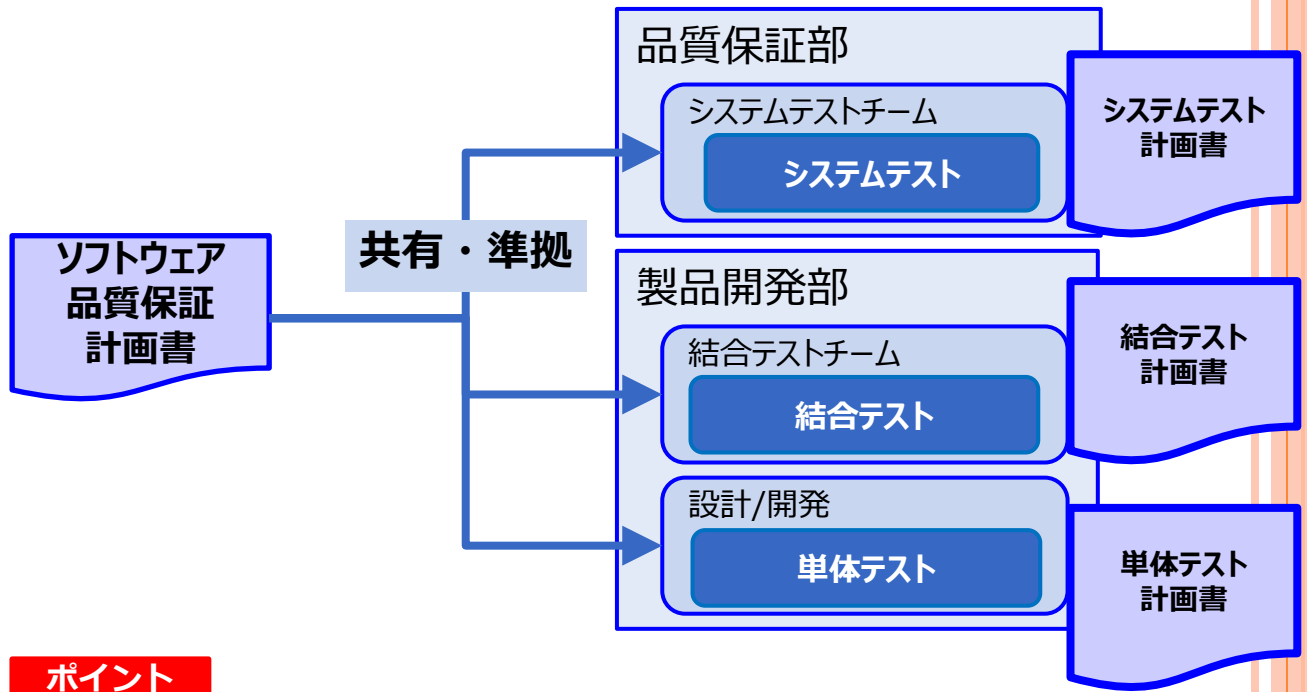 品質保証部
システムテストチーム
システムテスト
システムテスト
計画書
共有・準拠
ソフトウェア
品質保証
計画書
製品開発部
結合テストチーム
結合テスト
結合テスト
計画書
設計/開発
単体テスト
単体テスト
計画書
ポイント